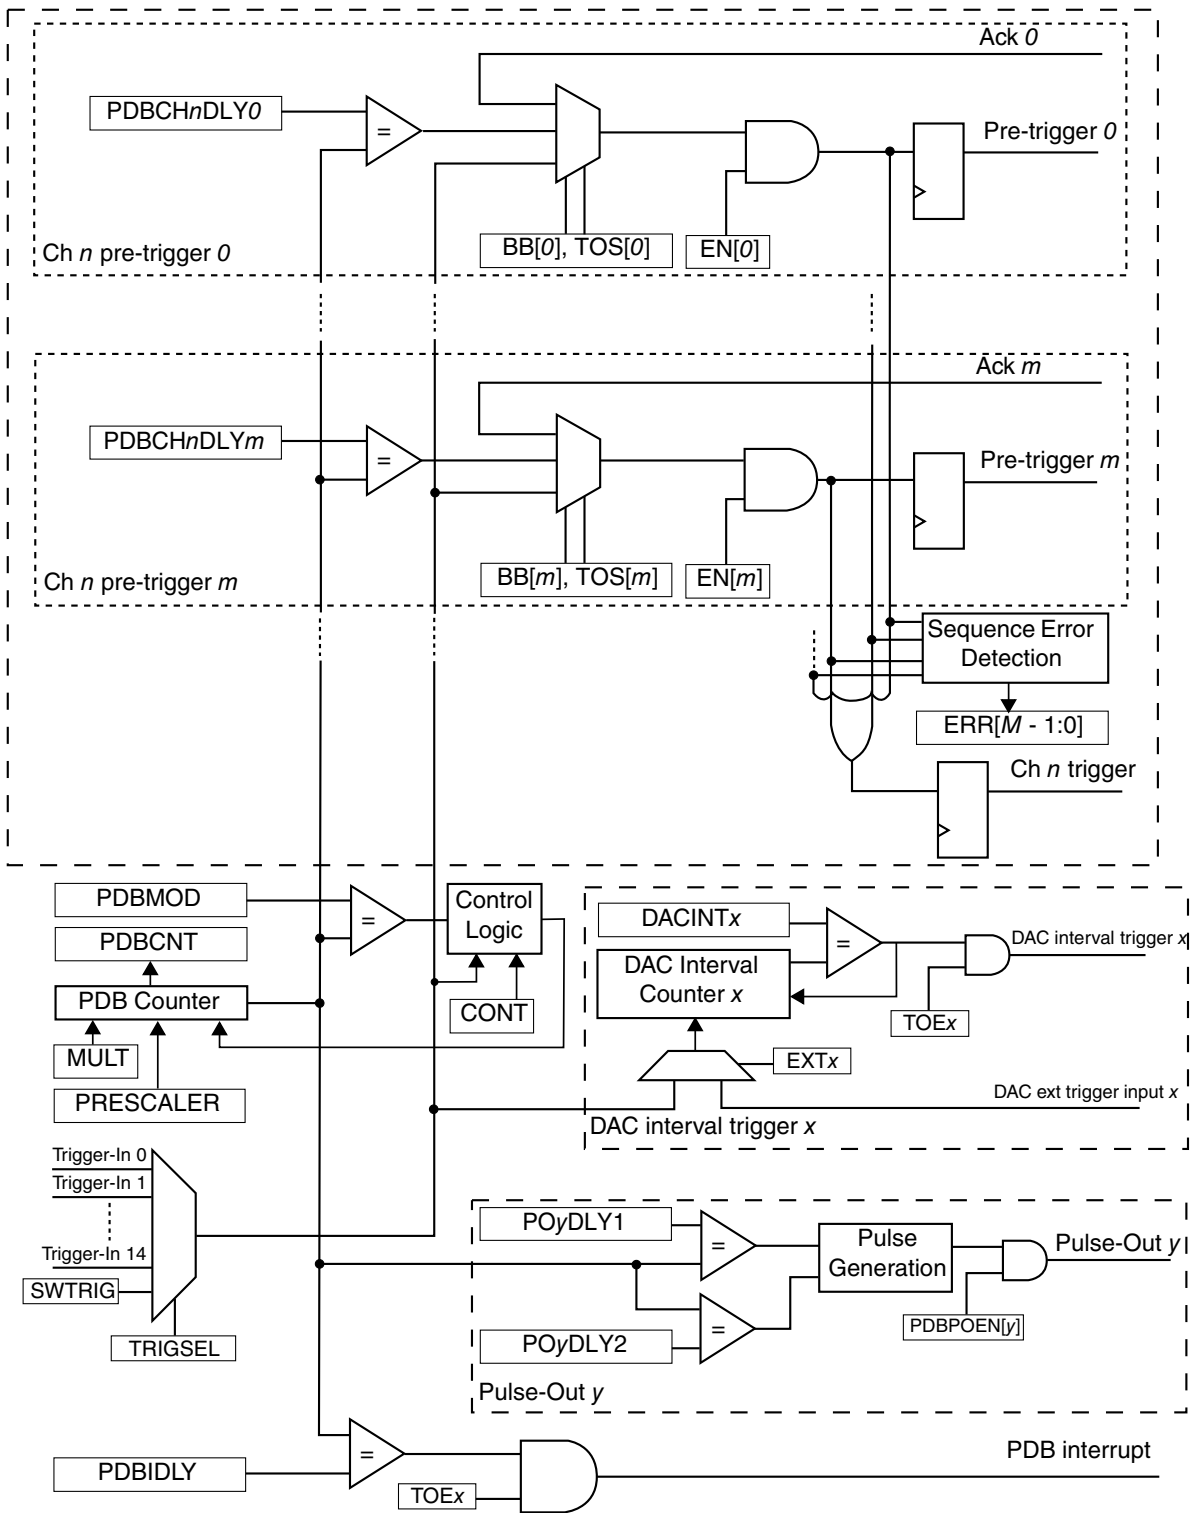 Ack 0
PDBCHnDLY0
=
Pre-trigger 0
BB[0], TOS[0]
EN[0]
Ch n pre-trigger 0
Ack m
PDBCHnDLYm
=
Pre-trigger m
BB[m], TOS[m]
EN[m]
Ch n pre-trigger m
Sequence Error
Detection
ERR[M - 1:0]
Ch n trigger
PDBMOD
=
Control
Logic
PDBCNT
PDB Counter
CONT
MULT
PRESCALER
DACINTx
=
DAC interval trigger x
DAC Interval
Counter x
TOEx
EXTx
DAC ext trigger input x
DAC interval trigger x
Trigger-In 0
Trigger-In 1
Trigger-In 14
SWTRIG
TRIGSEL
POyDLY1
=
Pulse
Generation
Pulse-Out y
=
PDBPOEN[y]
POyDLY2
Pulse-Out y
=
PDB interrupt
PDBIDLY
TOEx